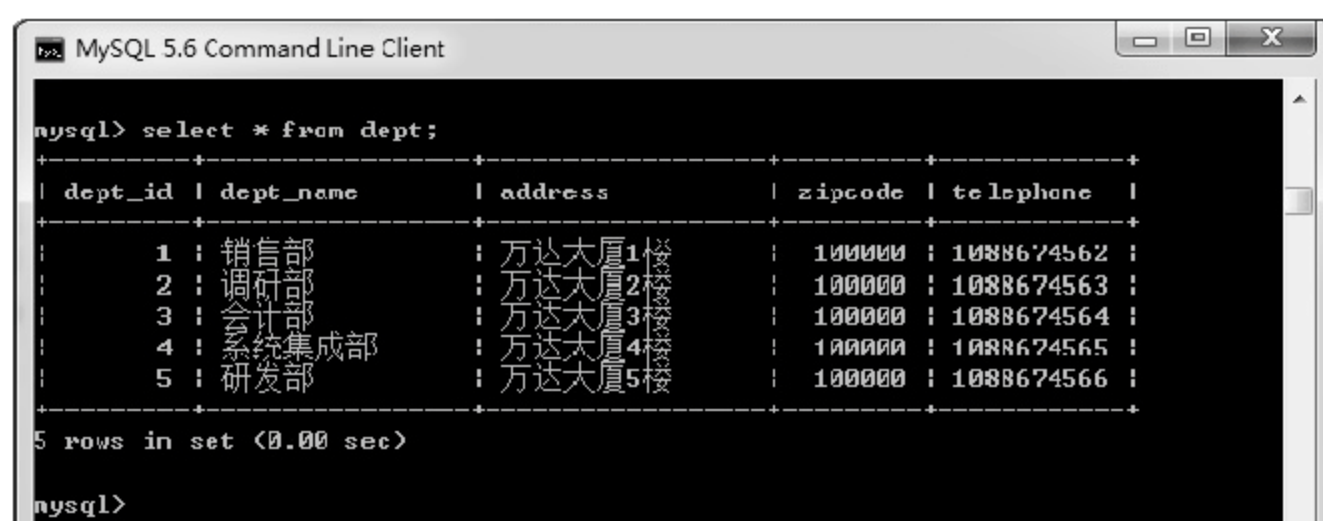 MySQL 5.6 Command Line Client
mysql> select * from dept;
+---------+-----------------+------------------+---------+------------+
| dept_id | dept_name | address | zipcode | telephone |
+---------+-----------------+------------------+---------+------------+
| 1 | 销售部 | 万达大厦1楼 | 100000 | 1088674562 |
| 2 | 调研部 | 万达大厦2楼 | 100000 | 1088674563 |
| 3 | 会计部 | 万达大厦3楼 | 100000 | 1088674564 |
| 4 | 系统集成部 | 万达大厦4楼 | 100000 | 1088674565 |
| 5 | 研发部 | 万达大厦5楼 | 100000 | 1088674566 |
+---------+-----------------+------------------+---------+------------+
5 rows in set (0.00 sec)
mysql>